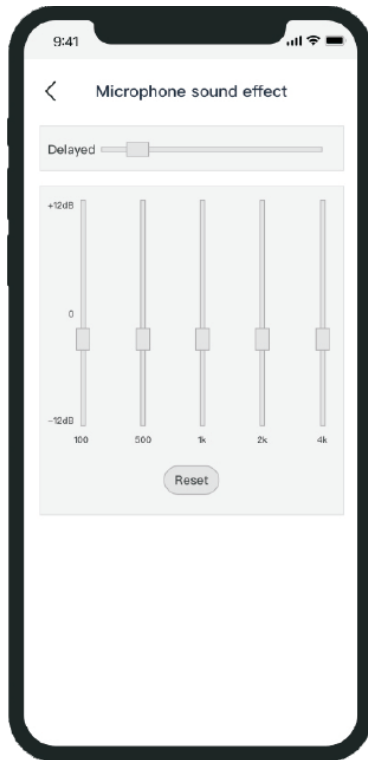 9:41
Microphone sound effect
Delayed
+12dB
0
-12dB
100 500 1k 2k 4k
Reset